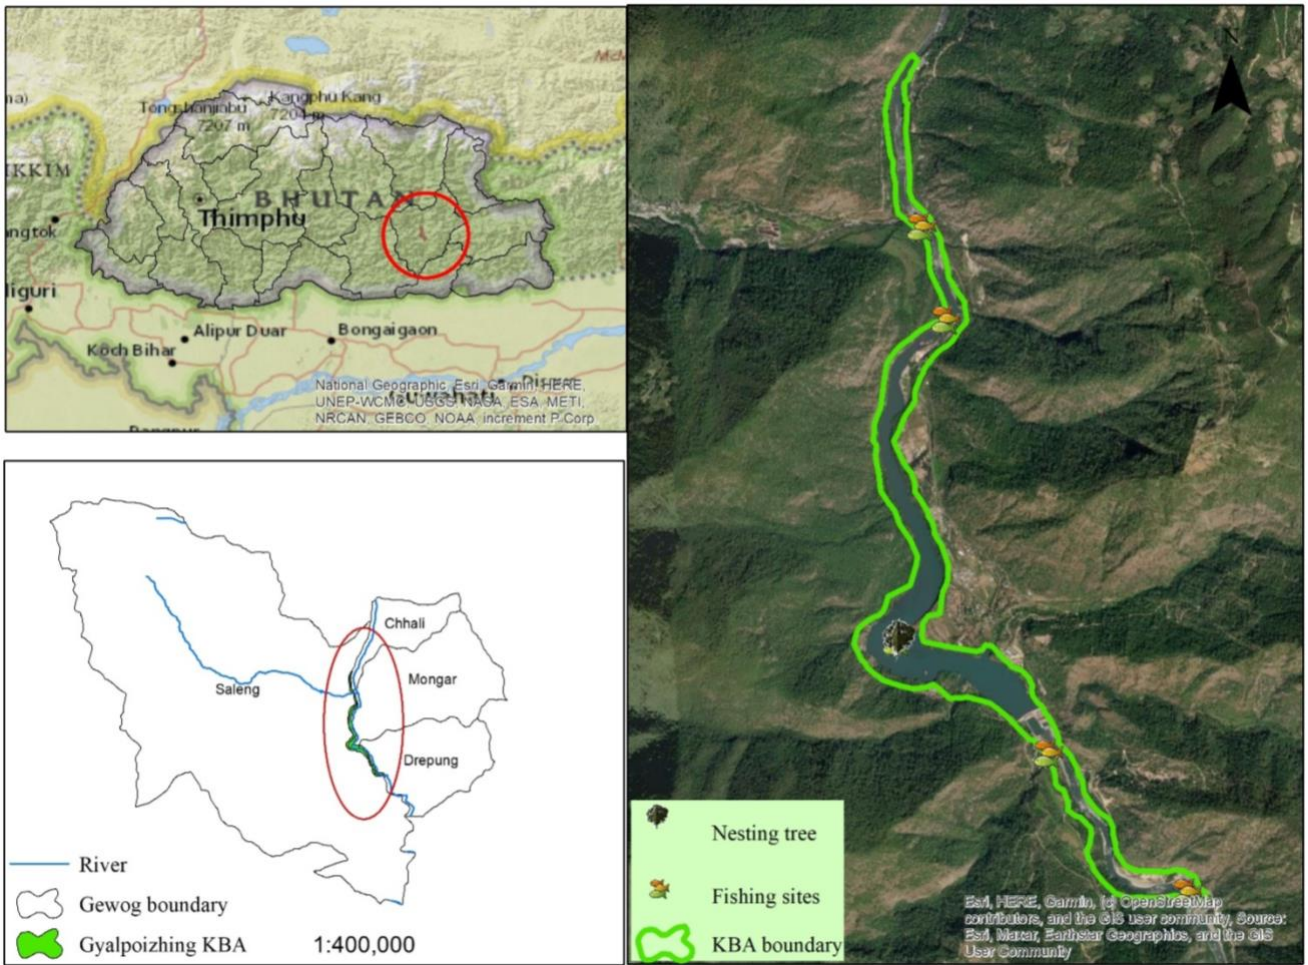 Tong
Kangphu Kang
7207 m
IKKIM
BHUTAN
Thimphu
ngtok
liguri
Alipur Duar
Bongaigaon
Koch Bihar
National Geographic, Esri, Garmin, HERE,
UNEP-WCMC, USGS, NASA, ESA, METI,
NRCAN, GEBCO, NOAA, increment P Corp.
Chhali
Mongar
Saleng
Drepung
River
Gewog boundary
Gyalpoizhing KBA
1:400,000
N
Nesting tree
Fishing sites
KBA boundary
Esri, HERE, Garmin, (c) OpenStreetMap
contributors, and the GIS user community, Source:
Esri, Maxar, Earthstar Geographics, and the GIS
User Community